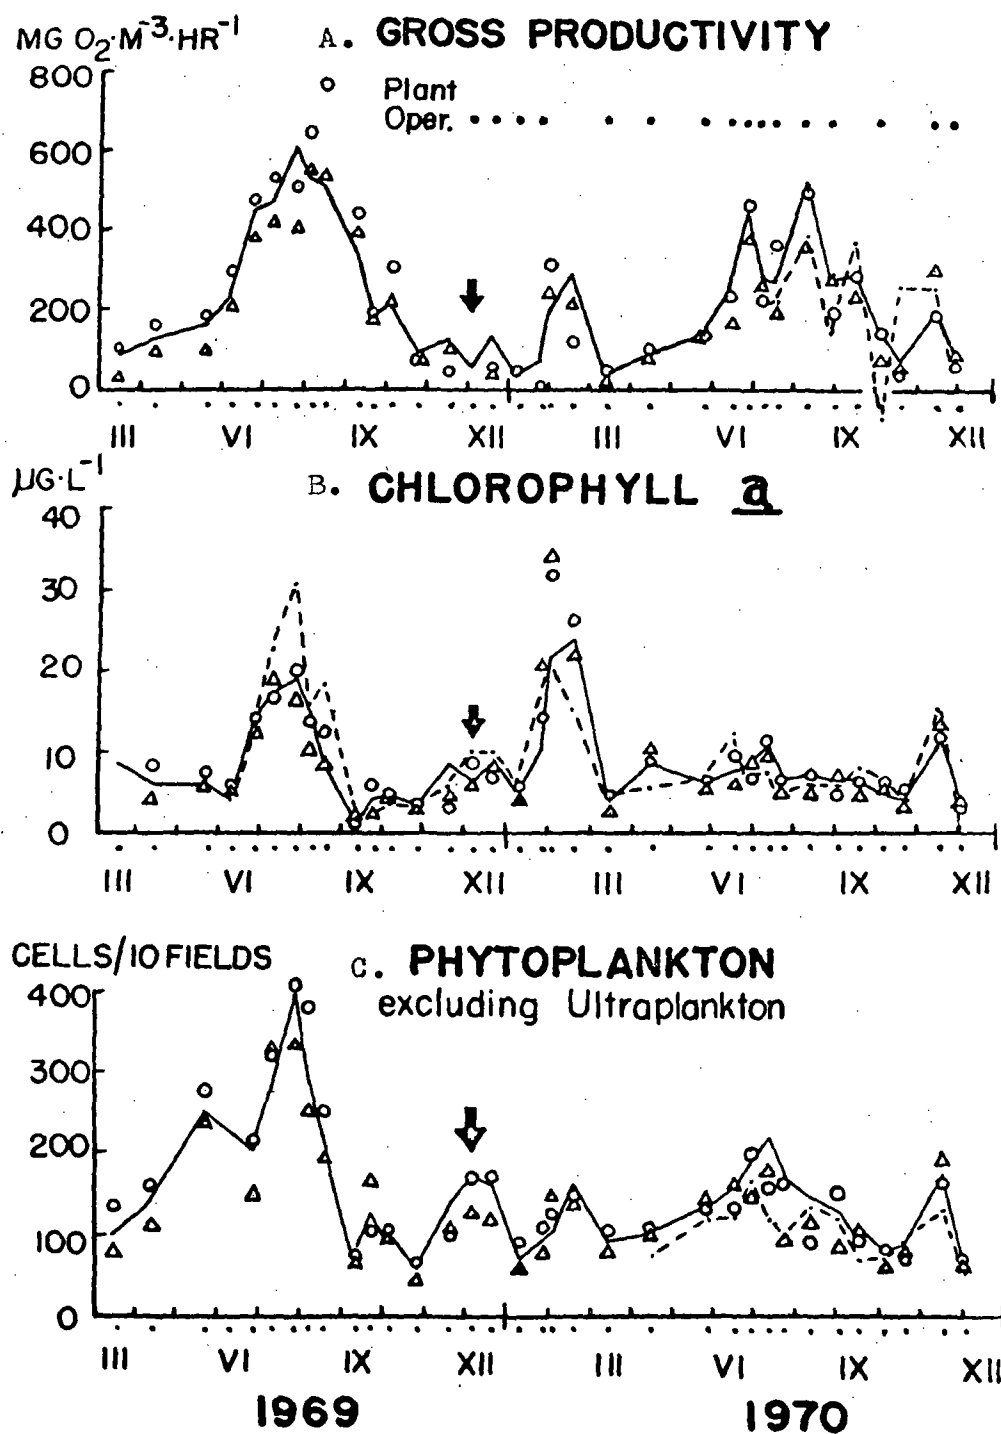 MG O2·M-3·HR-1
A. GROSS PRODUCTIVITY
800
600
400
200
0
Plant
Oper.
III VI IX XII III VI IX XII
µG·L-1
B. CHLOROPHYLL a
40
30
20
10
0
III VI IX XII III VI IX XII
CELLS/10 FIELDS
C. PHYTOPLANKTON
excluding Ultraplankton
400
300
200
100
0
III VI IX XII III VI IX XII
1969 1970